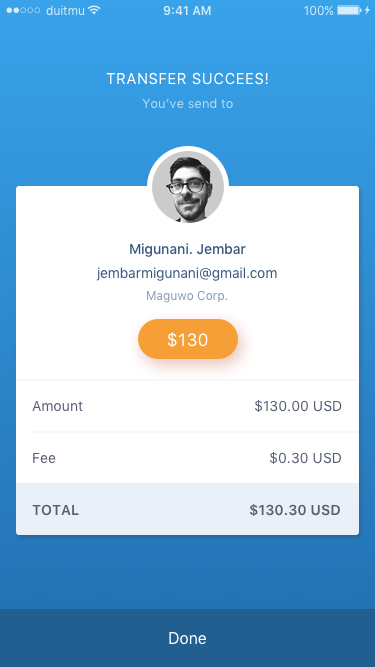 duitmu 9:41 AM 100%
TRANSFER SUCCEES!
You've send to
Migunani. Jembar
jembarmigunani@gmail.com
Maguwo Corp.
$130
Amount $130.00 USD
Fee $0.30 USD
TOTAL $130.30 USD
Done